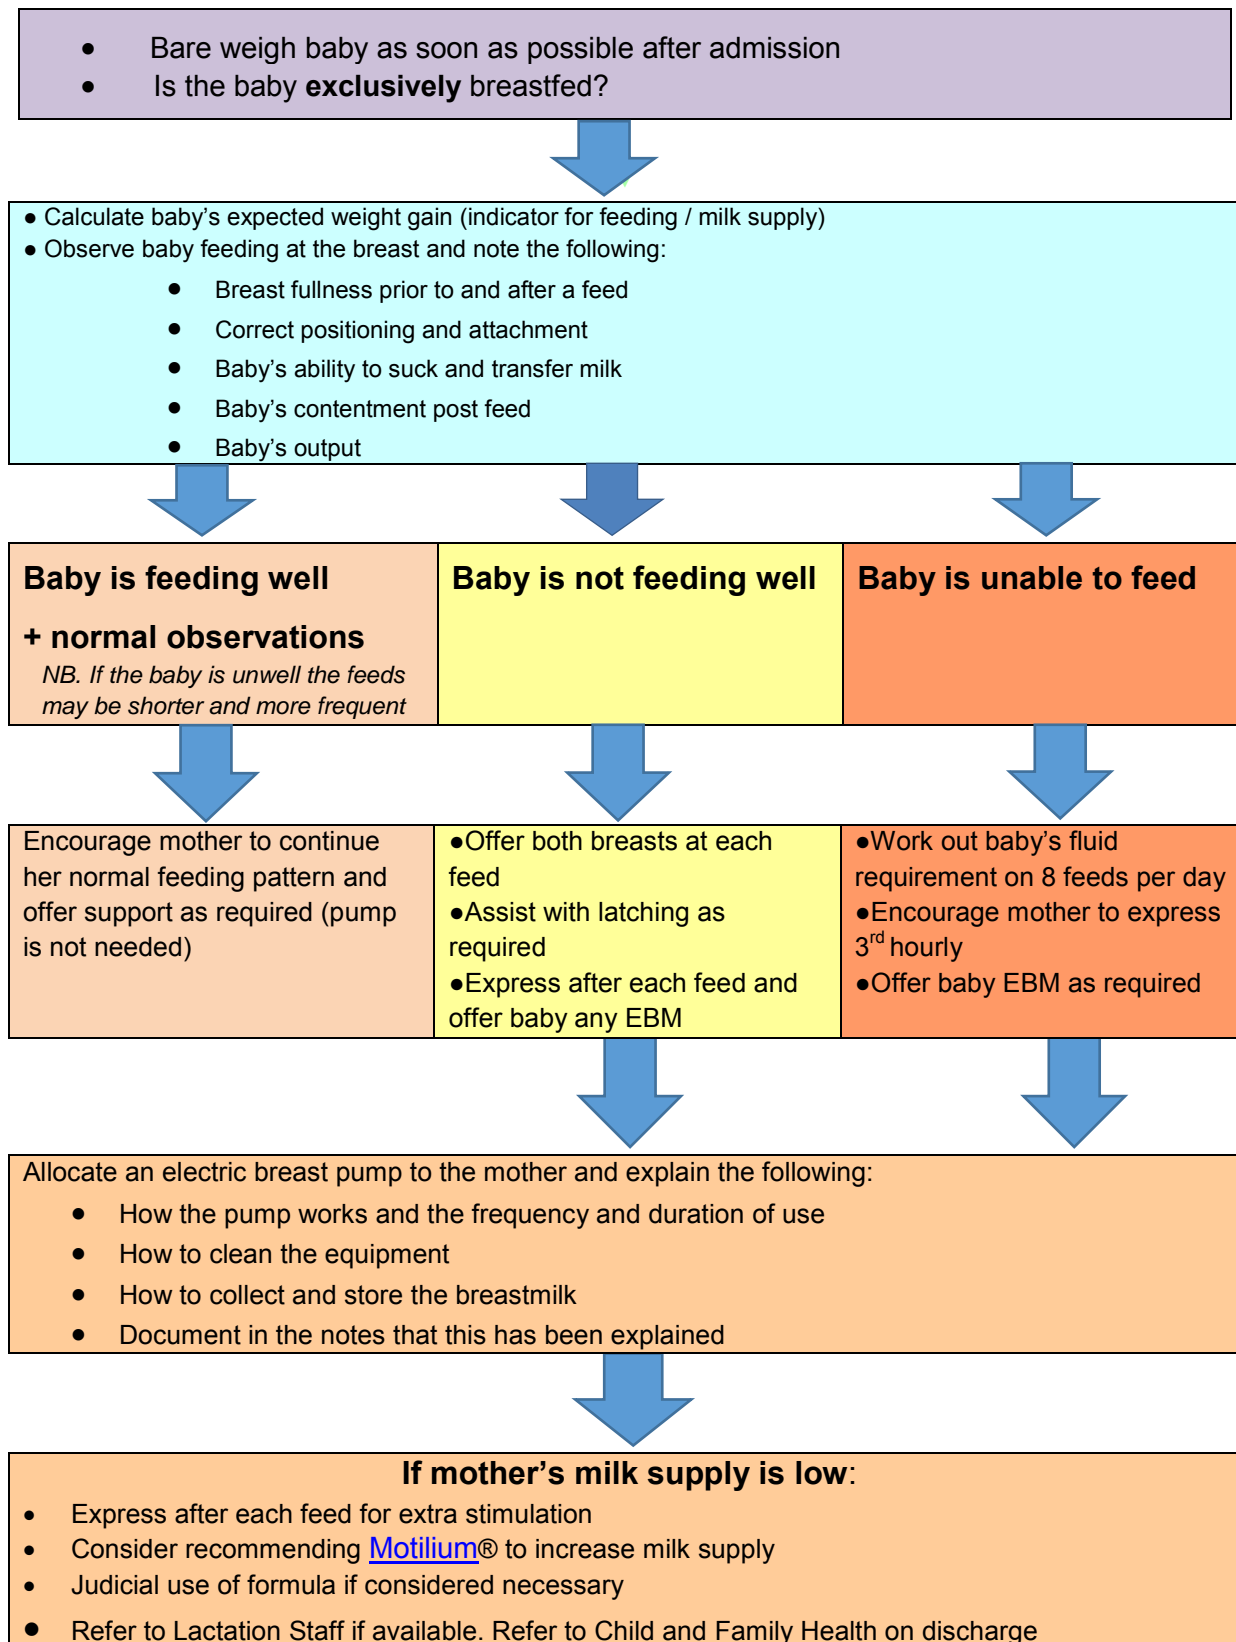 • Bare weigh baby as soon as possible after admission
• Is the baby exclusively breastfed?
● Calculate baby's expected weight gain (indicator for feeding / milk supply)
● Observe baby feeding at the breast and note the following:
• Breast fullness prior to and after a feed
• Correct positioning and attachment
• Baby's ability to suck and transfer milk
• Baby's contentment post feed
• Baby's output
Baby is feeding well
+ normal observations
NB. If the baby is unwell the feeds
may be shorter and more frequent
Baby is not feeding well
Baby is unable to feed
Encourage mother to continue
her normal feeding pattern and
offer support as required (pump
is not needed)
●Offer both breasts at each
feed
●Assist with latching as
required
●Express after each feed and
offer baby any EBM
●Work out baby's fluid
requirement on 8 feeds per day
●Encourage mother to express
3rd hourly
●Offer baby EBM as required
Allocate an electric breast pump to the mother and explain the following:
• How the pump works and the frequency and duration of use
• How to clean the equipment
• How to collect and store the breastmilk
• Document in the notes that this has been explained
If mother's milk supply is low:
• Express after each feed for extra stimulation
• Consider recommending Motilium® to increase milk supply
• Judicial use of formula if considered necessary
• Refer to Lactation Staff if available. Refer to Child and Family Health on discharge